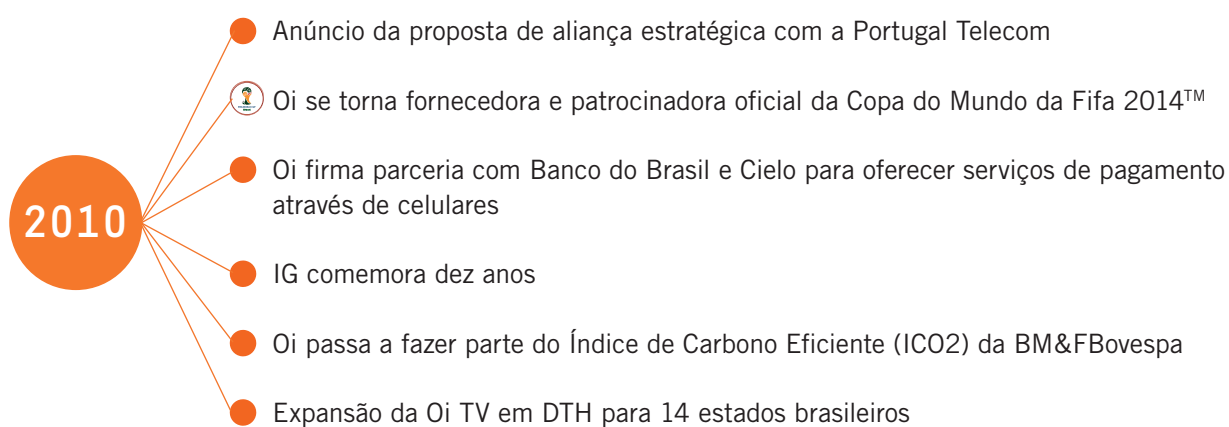 Anúncio da proposta de aliança estratégica com a Portugal Telecom
Oi se torna fornecedora e patrocinadora oficial da Copa do Mundo da Fifa 2014™
Oi firma parceria com Banco do Brasil e Cielo para oferecer serviços de pagamento
através de celulares
2010
IG comemora dez anos
Oi passa a fazer parte do Índice de Carbono Eficiente (ICO2) da BM&FBovespa
Expansão da Oi TV em DTH para 14 estados brasileiros